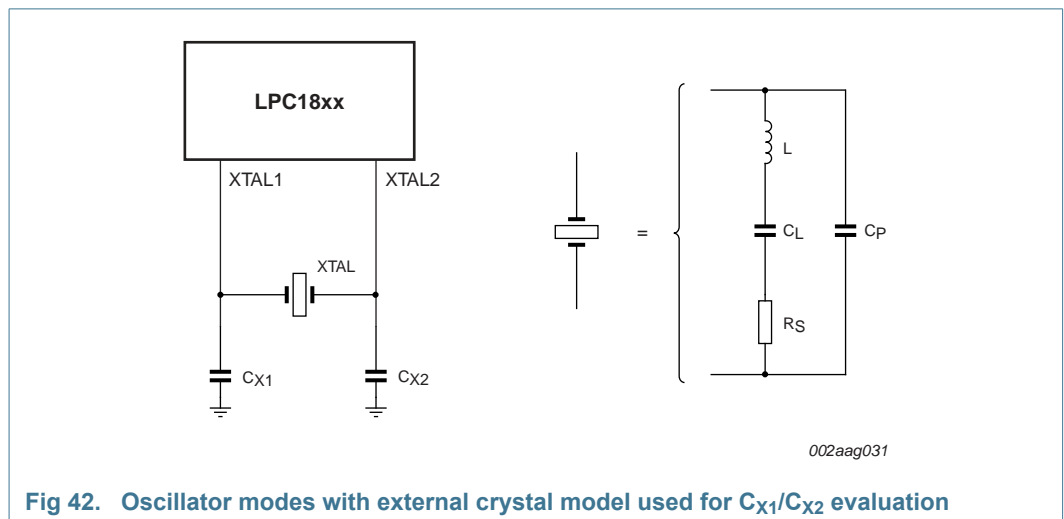 LPC18xx
XTAL1
XTAL2
XTAL
CX1
CX2
=
L
CL
CP
RS
002aag031
Fig 42. Oscillator modes with external crystal model used for CX1/CX2 evaluation